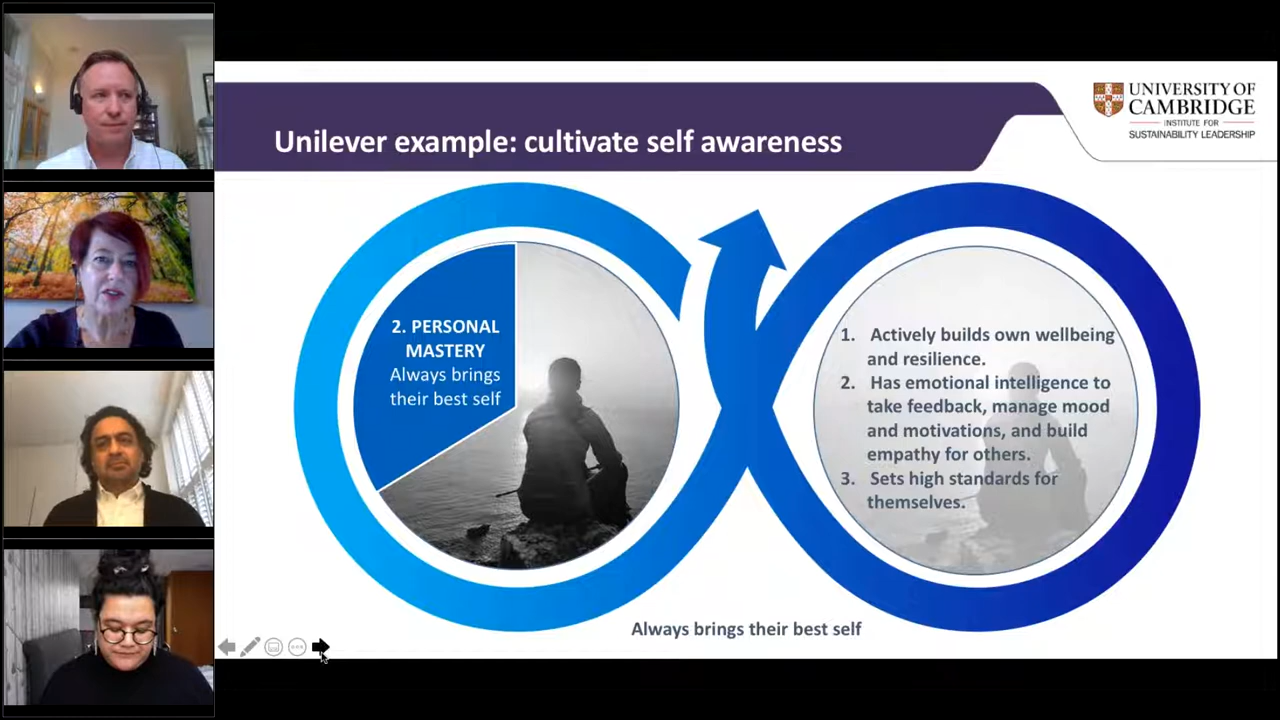 Unilever example: cultivate self awareness
UNIVERSITY OF
CAMBRIDGE
INSTITUTE FOR
SUSTAINABILITY LEADERSHIP
2. PERSONAL
MASTERY
Always brings
their best self
1. Actively builds own wellbeing
and resilience.
2. Has emotional intelligence to
take feedback, manage mood
and motivations, and build
empathy for others.
3. Sets high standards for
themselves.
Always brings their best self